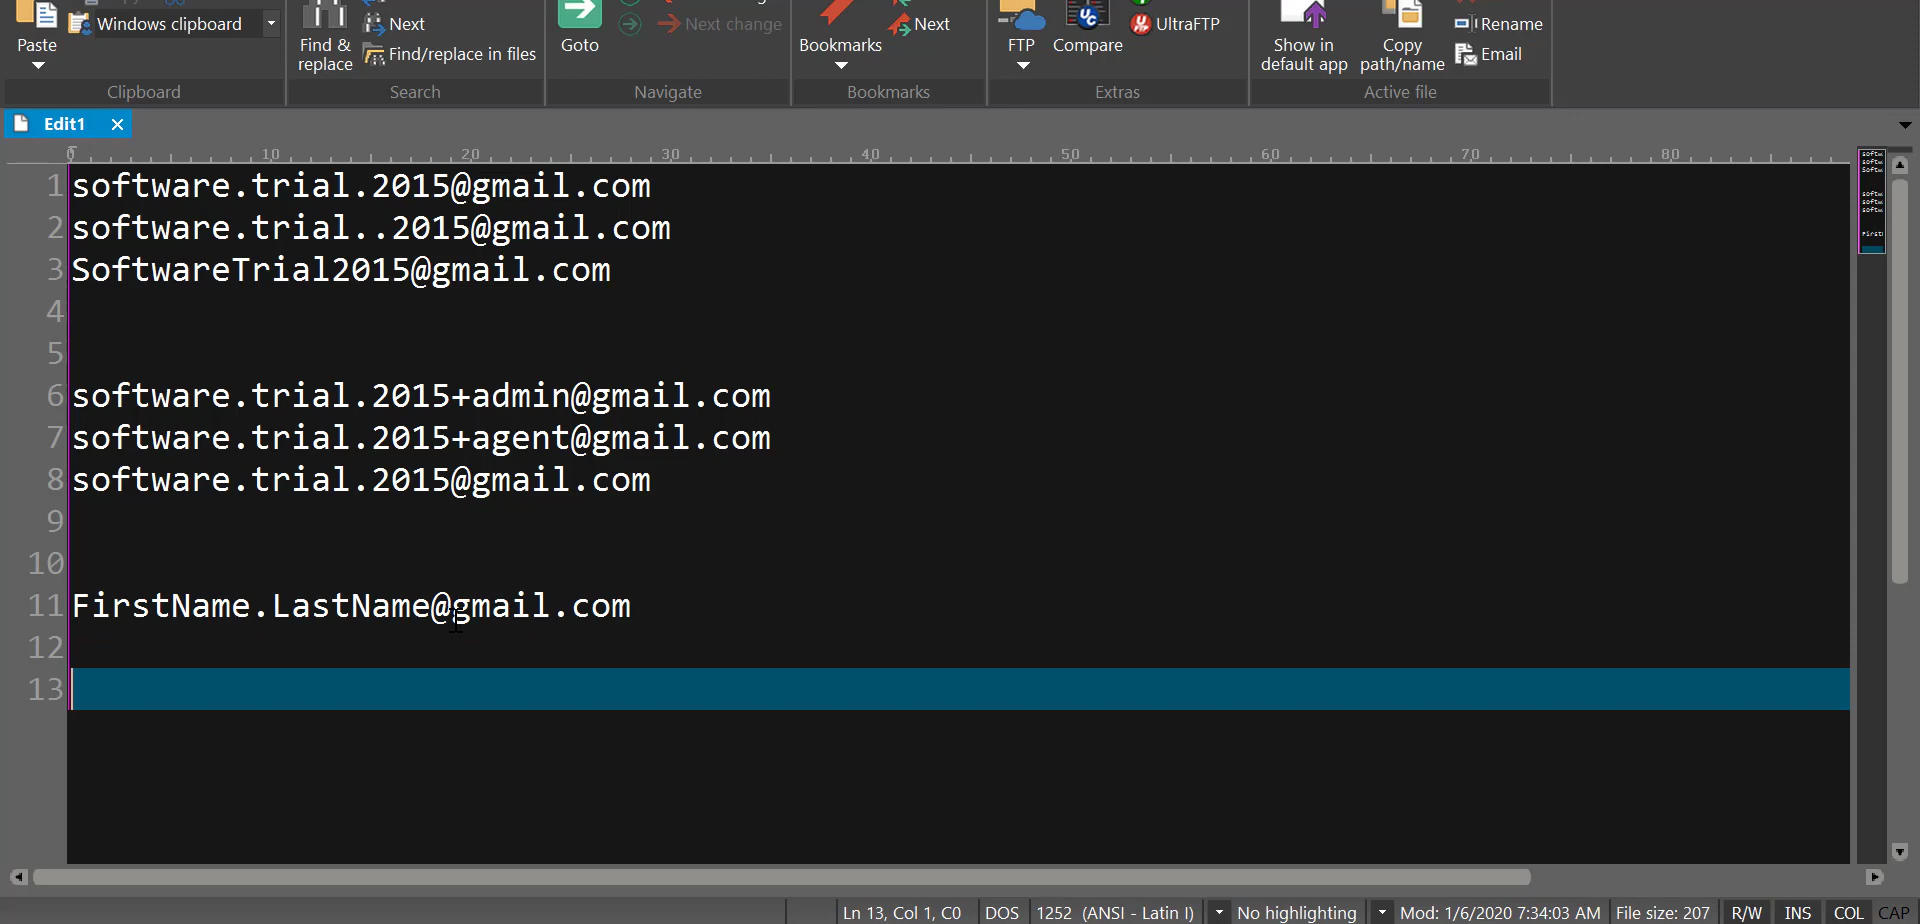 Paste
Windows clipboard
Clipboard
Find & replace
Next
Find/replace in files
Search
Goto
Next change
Navigate
Bookmarks
Next
Bookmarks
FTP
Compare
UltraFTP
Extras
Show in default app
Copy path/name
Rename
Email
Active file
Edit1
0 10 20 30 40 50 60 70 80
1 software.trial.2015@gmail.com
2 software.trial..2015@gmail.com
3 SoftwareTrial2015@gmail.com
4
5
6 software.trial.2015+admin@gmail.com
7 software.trial.2015+agent@gmail.com
8 software.trial.2015@gmail.com
9
10
11 FirstName.LastName@gmail.com
12
13
Ln 13, Col 1, C0 DOS 1252 (ANSI - Latin I) No highlighting Mod: 1/6/2020 7:34:03 AM File size: 207 R/W INS COL CAP